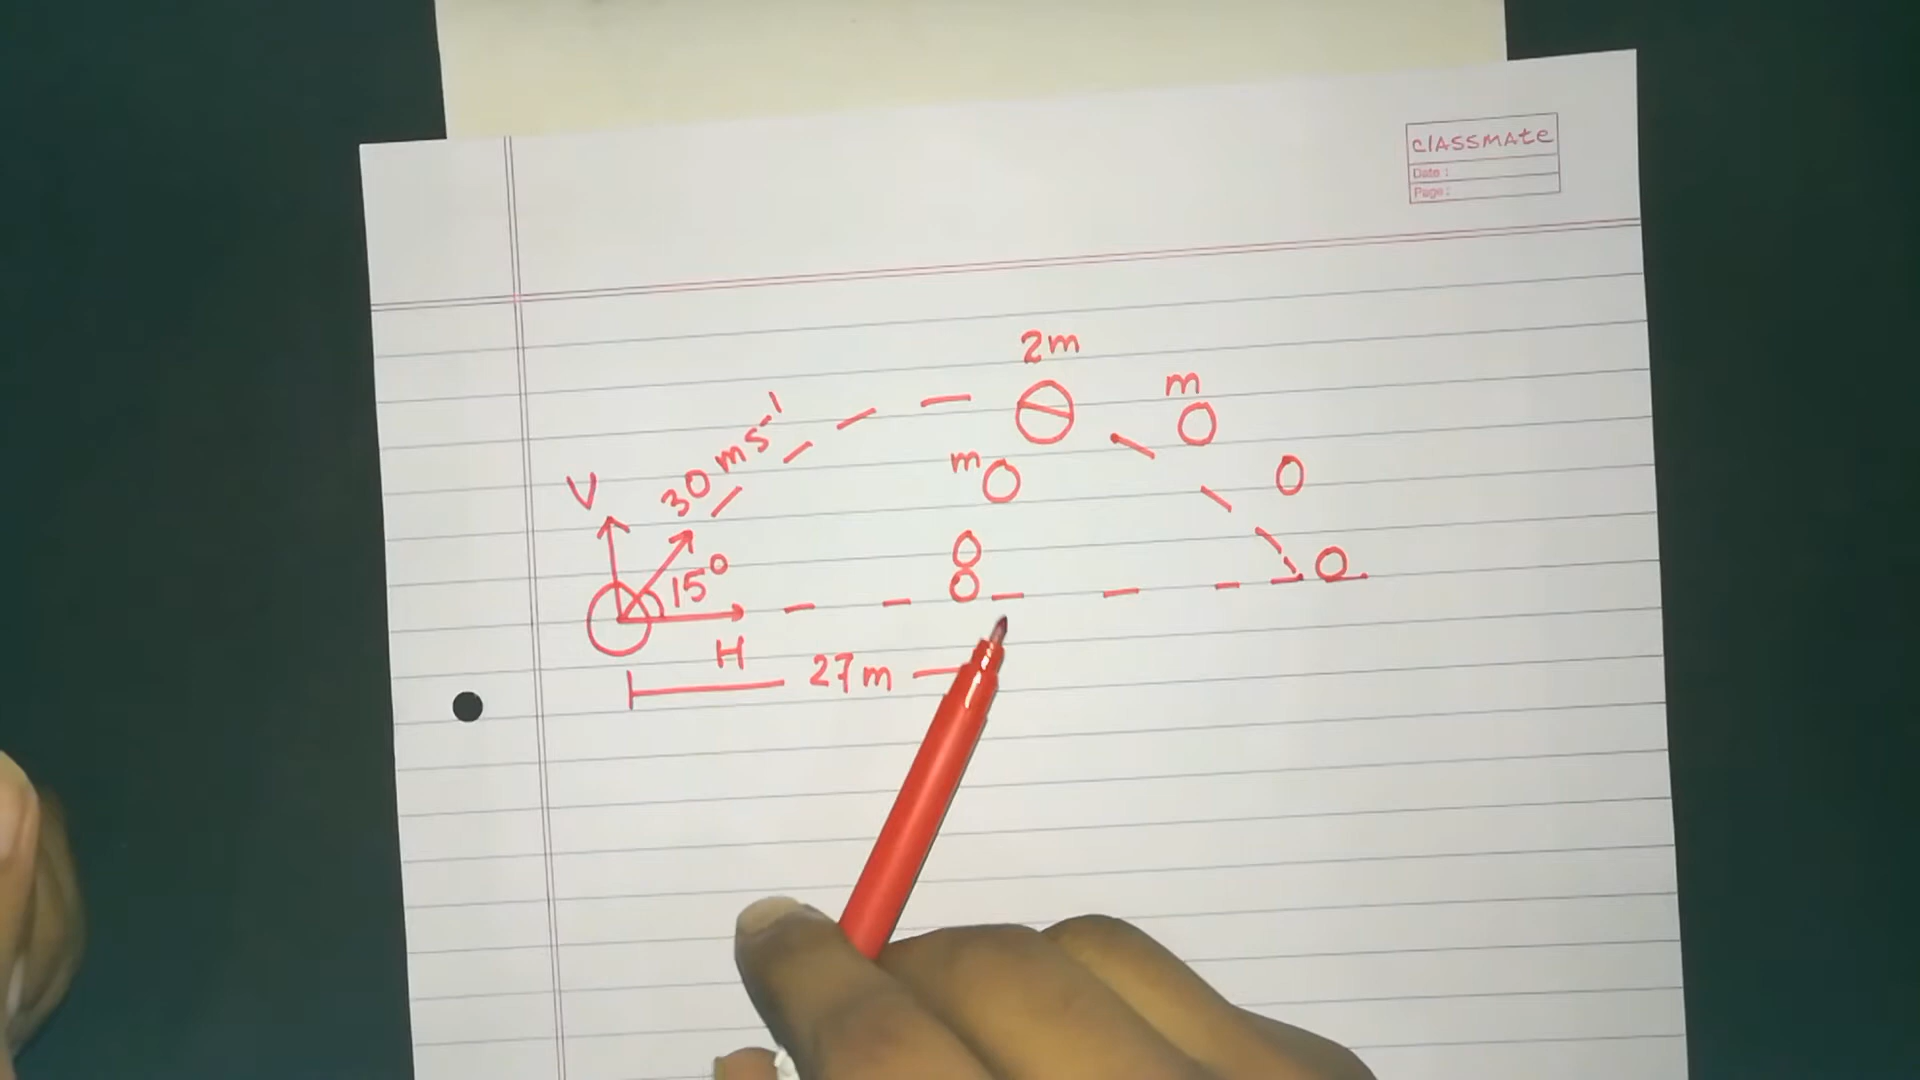 classmate
Date :
Page :
2m
m
30 ms⁻¹
m
V
15°
H
27m